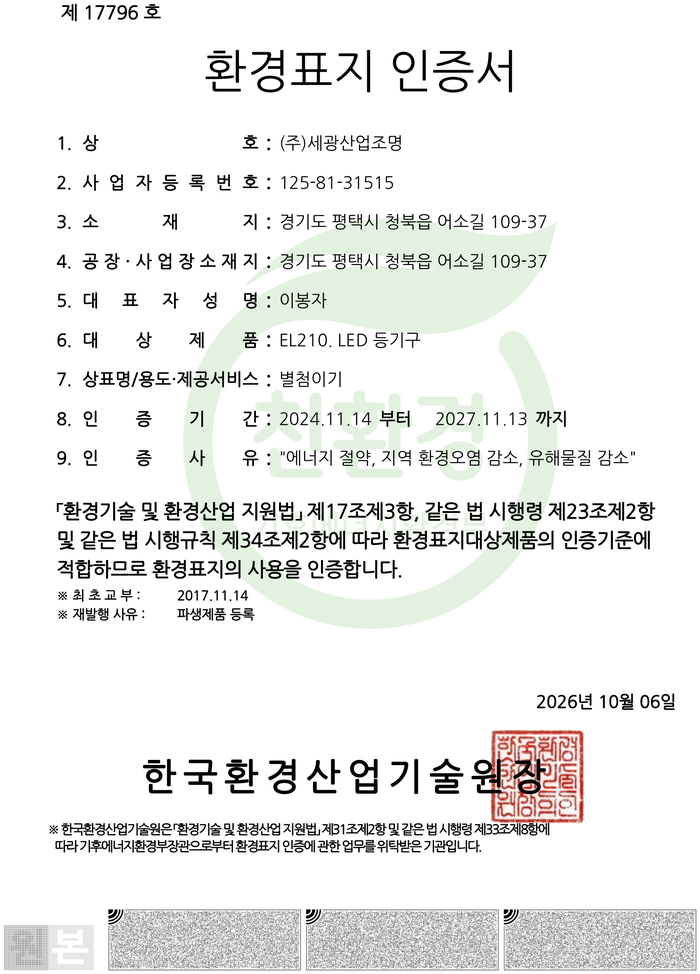 제 17796 호
환경표지 인증서
1. 상 호 : (주)세광산업조명
2. 사 업 자 등 록 번 호 : 125-81-31515
3. 소 재 지 : 경기도 평택시 청북읍 어소길 109-37
4. 공 장 · 사 업 장 소 재 지 : 경기도 평택시 청북읍 어소길 109-37
5. 대 표 자 성 명 : 이봉자
6. 대 상 제 품 : EL210. LED 등기구
7. 상표명/용도·제공서비스 : 별첨이기
8. 인 증 기 간 : 2024.11.14 부터 2027.11.13 까지
친환경
9. 인 증 사 유 : "에너지 절약, 지역 환경오염 감소, 유해물질 감소"
「환경기술 및 환경산업 지원법」 제17조제3항, 같은 법 시행령 제23조제2항
및 같은 법 시행규칙 제34조제2항에 따라 환경표지대상제품의 인증기준에
적합하므로 환경표지의 사용을 인증합니다.
※ 최 초 교 부 : 2017.11.14
※ 재발행 사유 : 파생제품 등록
2026년 10월 06일
한국환경산업기술원장
※ 한국환경산업기술원은 「환경기술 및 환경산업 지원법」 제31조제2항 및 같은 법 시행령 제33조제8항에
따라 기후에너지환경부장관으로부터 환경표지 인증에 관한 업무를 위탁받은 기관입니다.
원본